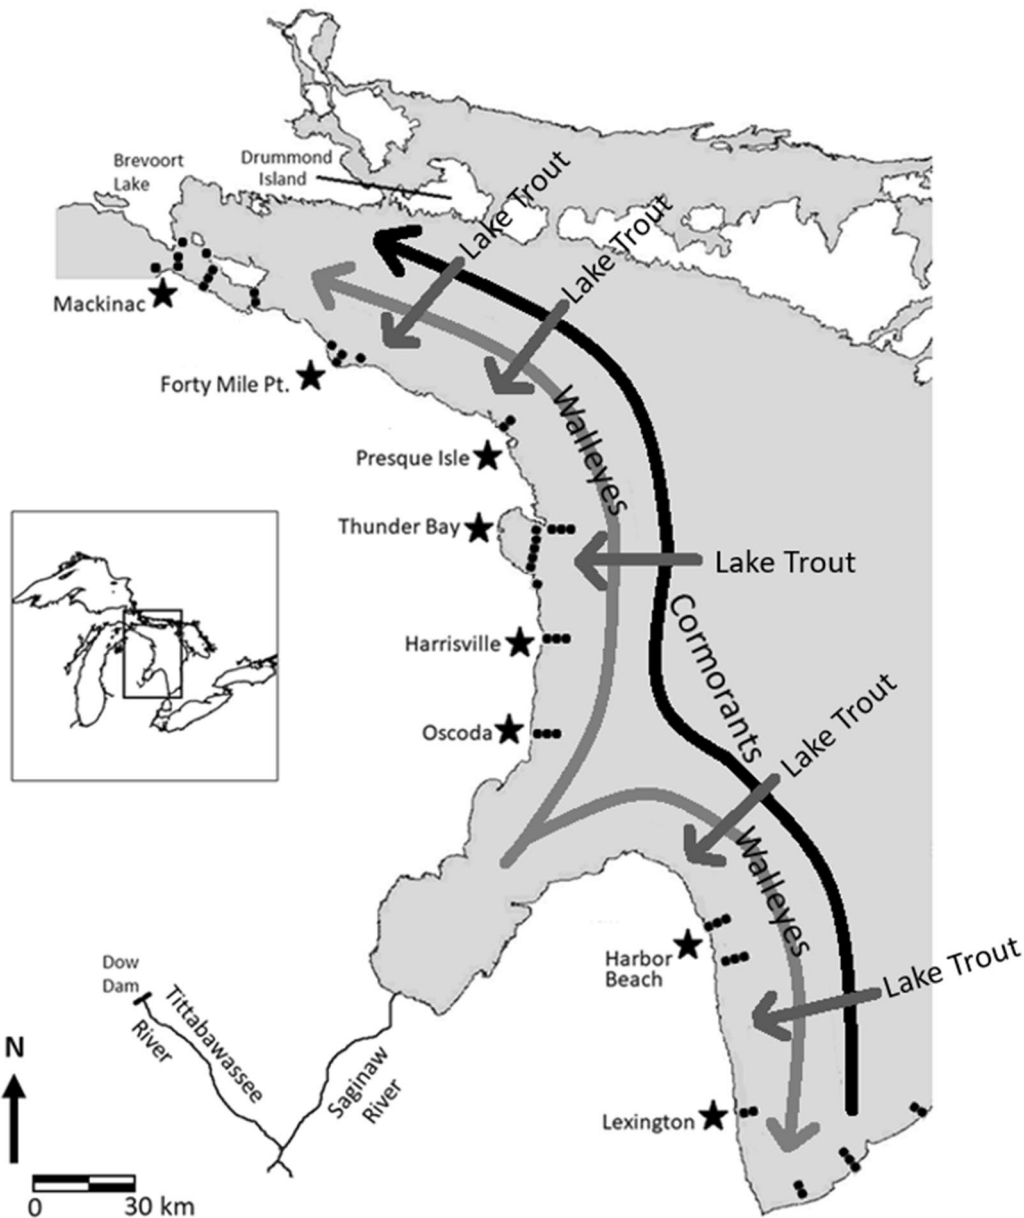 Brevoort
Lake
Drummond
Island
Lake Trout
Lake Trout
Mackinac
Forty Mile Pt.
Walleyes
Presque Isle
Thunder Bay
Lake Trout
Cormorants
Harrisville
Oscoda
Lake Trout
Walleyes
Harbor
Beach
Lake Trout
Dow
Dam
Tittabawassee
River
Saginaw
River
Lexington
N
0 30 km